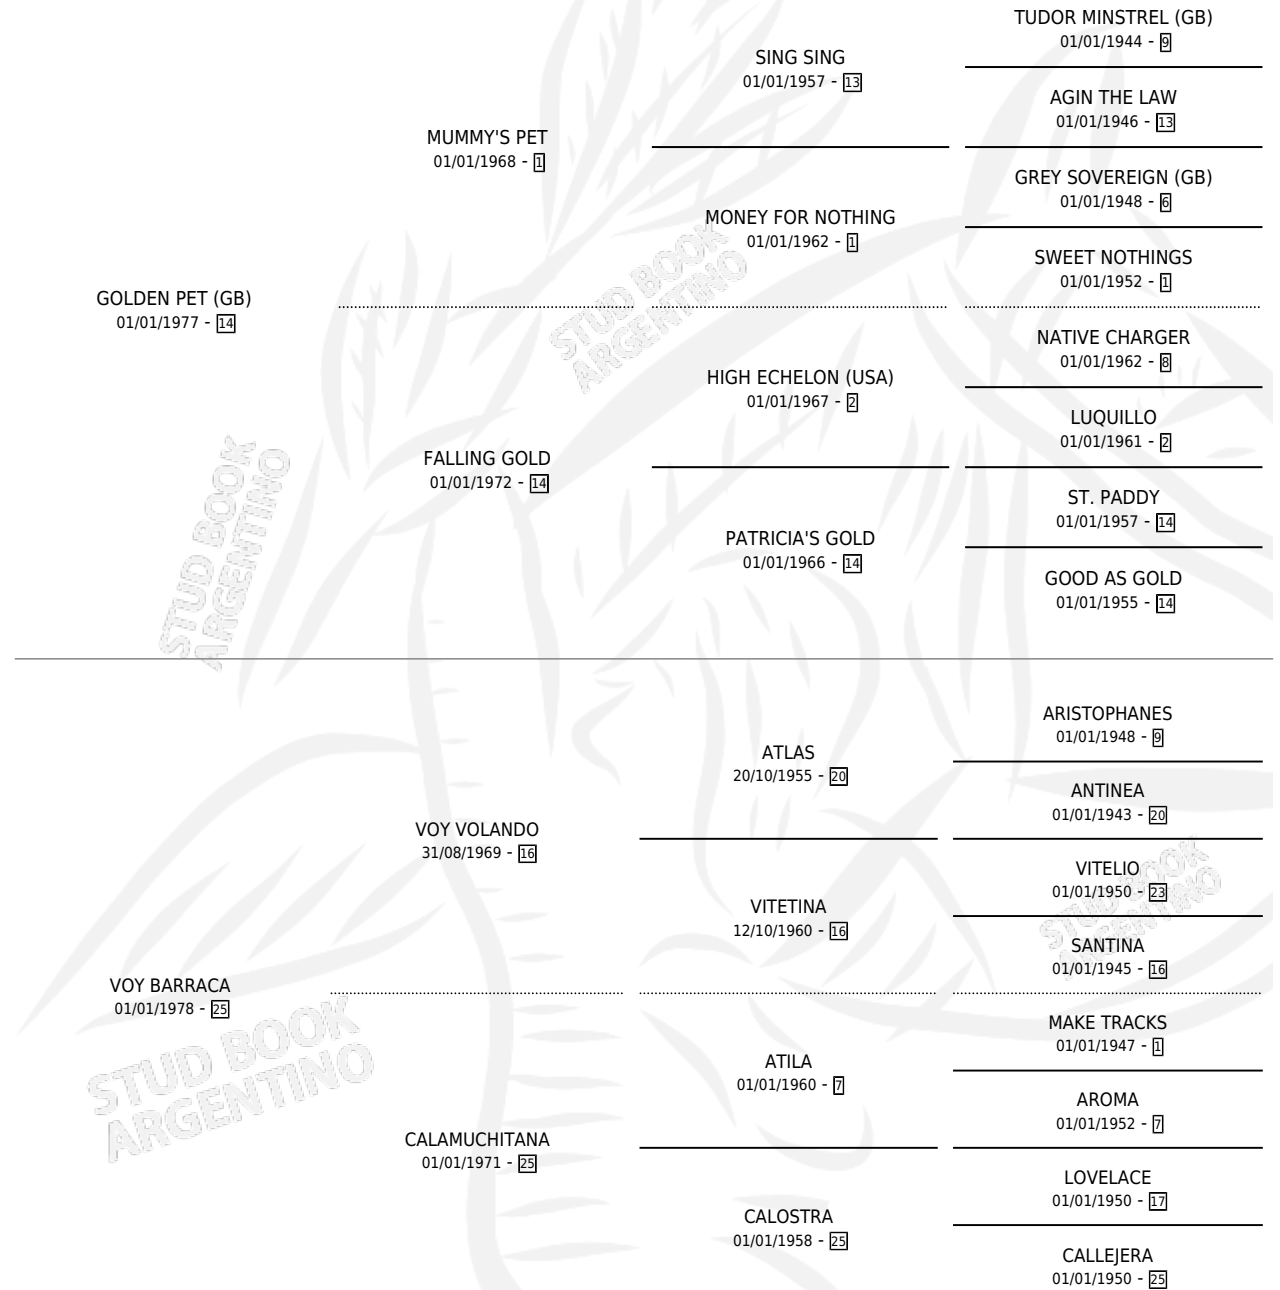 TUDOR MINSTREL (GB)
01/01/1944 - 9
SING SING
01/01/1957 - 13
AGIN THE LAW
01/01/1946 - 13
MUMMY'S PET
01/01/1968 - 1
GREY SOVEREIGN (GB)
01/01/1948 - 6
MONEY FOR NOTHING
01/01/1962 - 1
SWEET NOTHINGS
01/01/1952 - 1
GOLDEN PET (GB)
01/01/1977 - 14
NATIVE CHARGER
01/01/1962 - 8
HIGH ECHELON (USA)
01/01/1967 - 2
LUQUILLO
01/01/1961 - 2
FALLING GOLD
01/01/1972 - 14
ST. PADDY
01/01/1957 - 14
PATRICIA'S GOLD
01/01/1966 - 14
GOOD AS GOLD
01/01/1955 - 14
STUD BOOK
ARGENTINO
STUD BOOK
ARGENTINO
ARISTOPHANES
01/01/1948 - 9
ATLAS
20/10/1955 - 20
ANTINEA
01/01/1943 - 20
VOY VOLANDO
31/08/1969 - 16
VITELIO
01/01/1950 - 23
VITETINA
12/10/1960 - 16
SANTINA
01/01/1945 - 16
VOY BARRACA
01/01/1978 - 25
MAKE TRACKS
01/01/1947 - 1
ATILA
01/01/1960 - 7
AROMA
01/01/1952 - 7
CALAMUCHITANA
01/01/1971 - 25
LOVELACE
01/01/1950 - 17
CALOSTRA
01/01/1958 - 25
CALLEJERA
01/01/1950 - 25
STUD BOOK
ARGENTINO
STUD BOOK
ARGENTINO